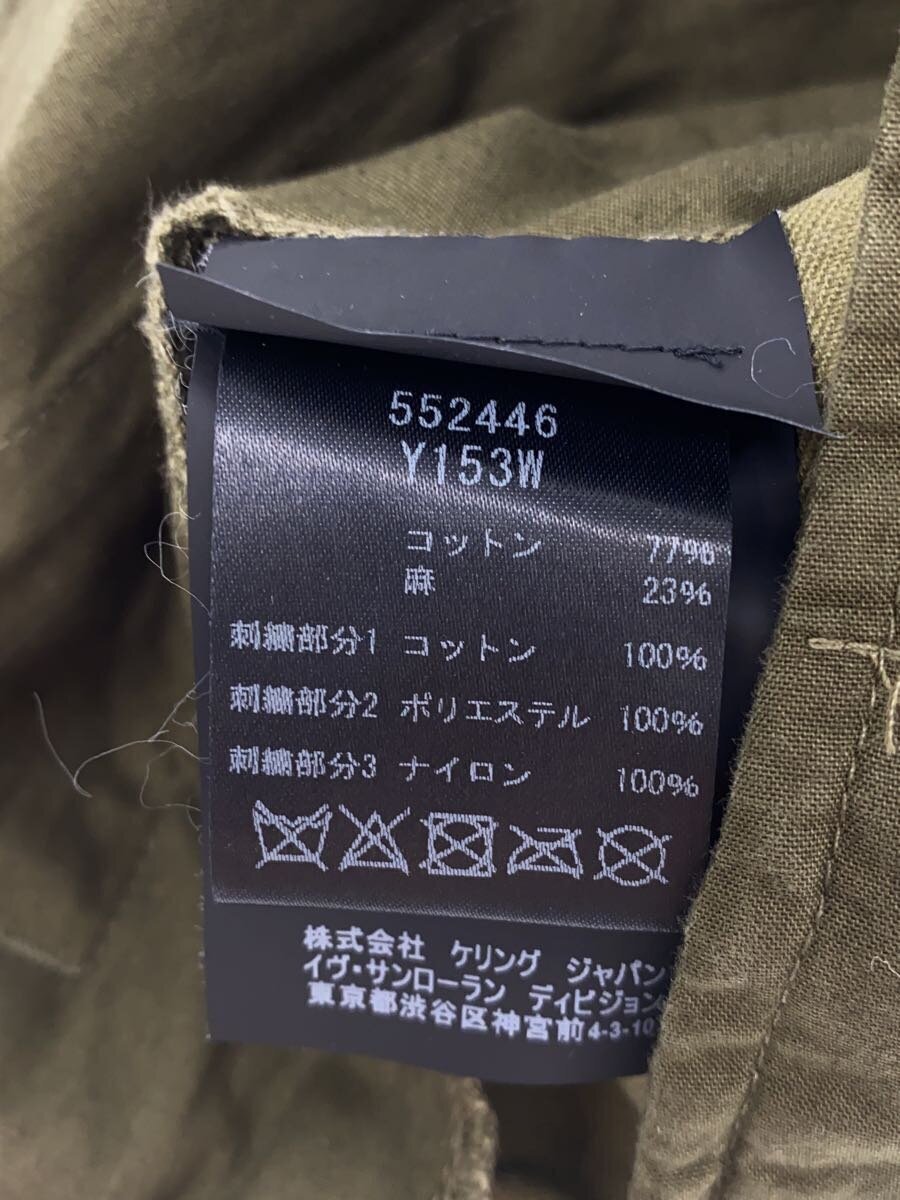 552446
Y153W
コットン 77%
麻 23%
刺繍部分1 コットン 100%
刺繍部分2 ポリエステル 100%
刺繍部分3 ナイロン 100%
株式会社 ケリング ジャパン
イヴ・サンローラン ディビジョン
東京都渋谷区神宮前4-3-10